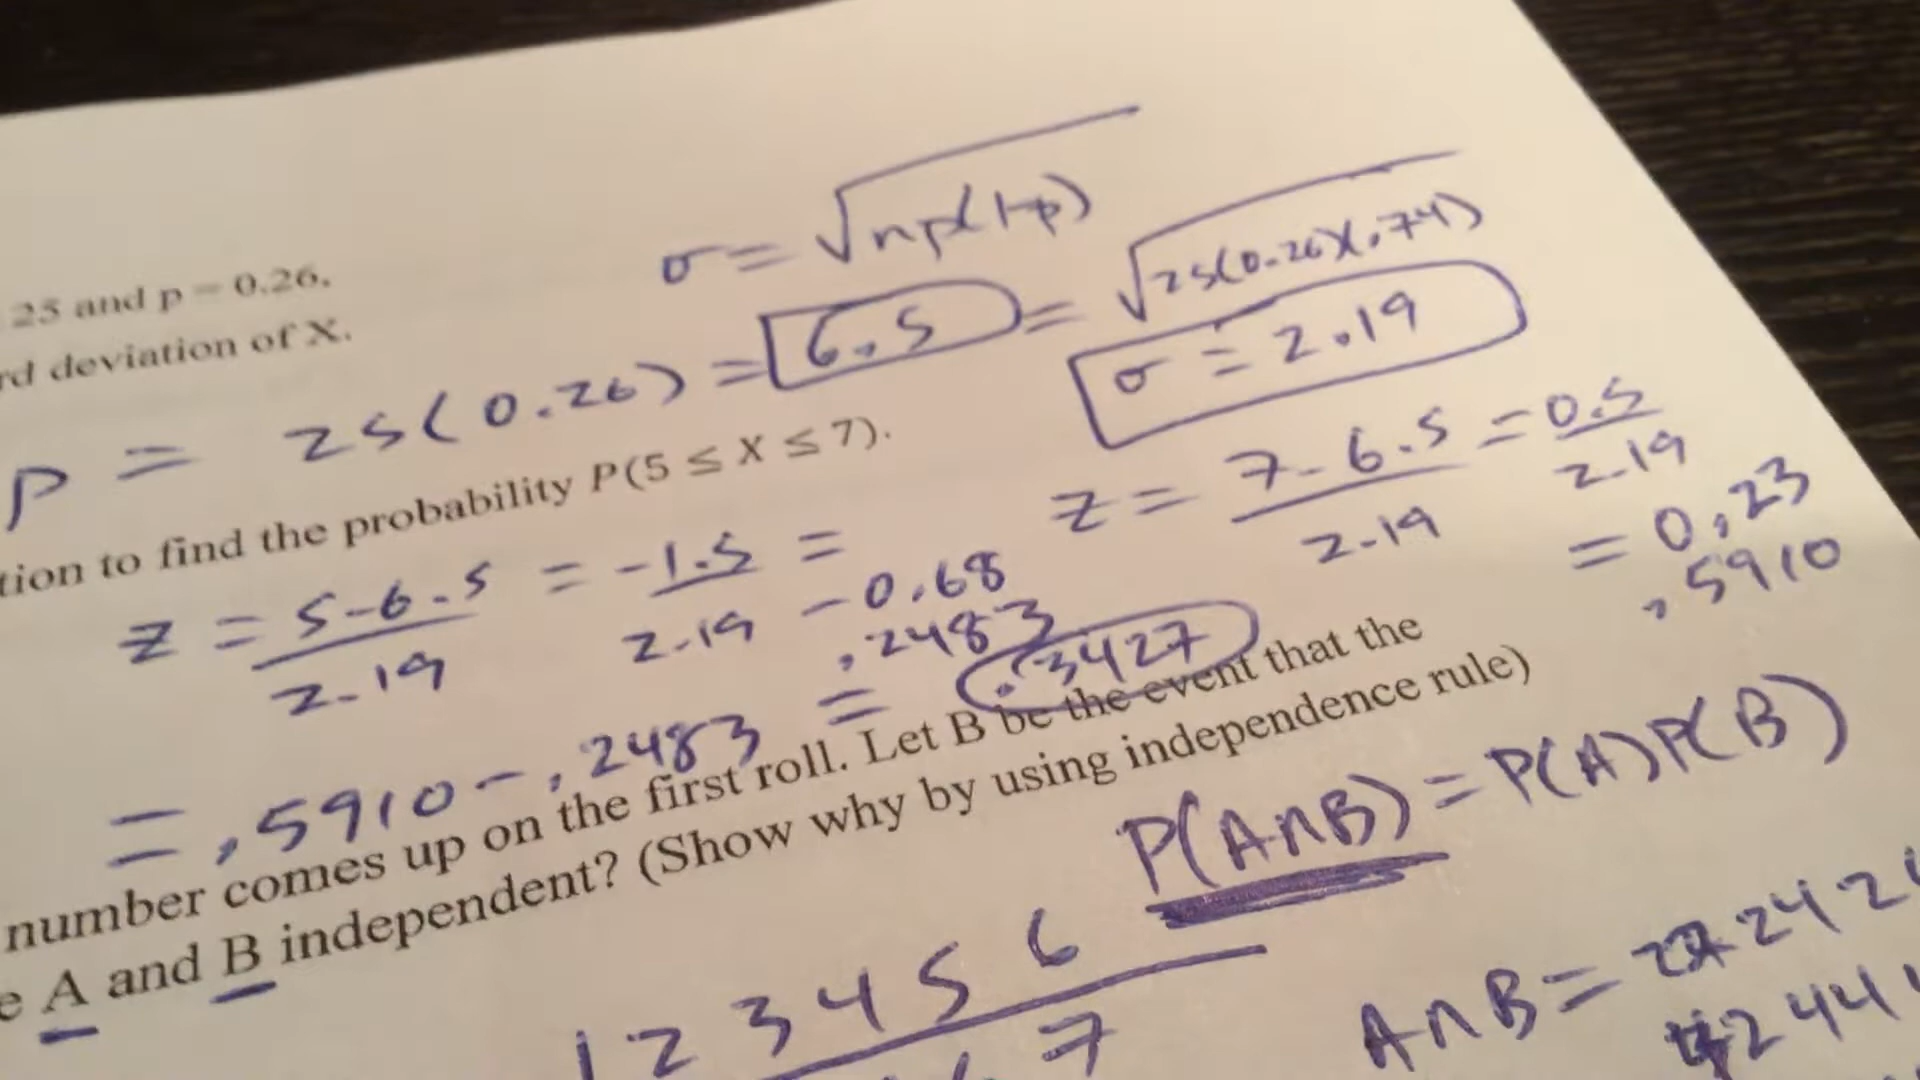 σ = √np(1-p)
25 and p = 0.26.
= √25(0.26)(.74)
rd deviation of X.
p = 25(0.26) = 6.5
σ = 2.19
tion to find the probability P(5 ≤ X ≤ 7).
z = 7-6.5 / 2.19 = 0.5 / 2.19
= 0.23
.5910
z = 5-6.5 / 2.19 = -1.5 / 2.19 =
-0.68
.2483
= .5910 - .2483 = .3427
number comes up on the first roll. Let B be the event that the
e A and B independent? (Show why by using independence rule)
P(A∩B) = P(A)P(B)
1 2 3 4 5 6
7
A∩B =